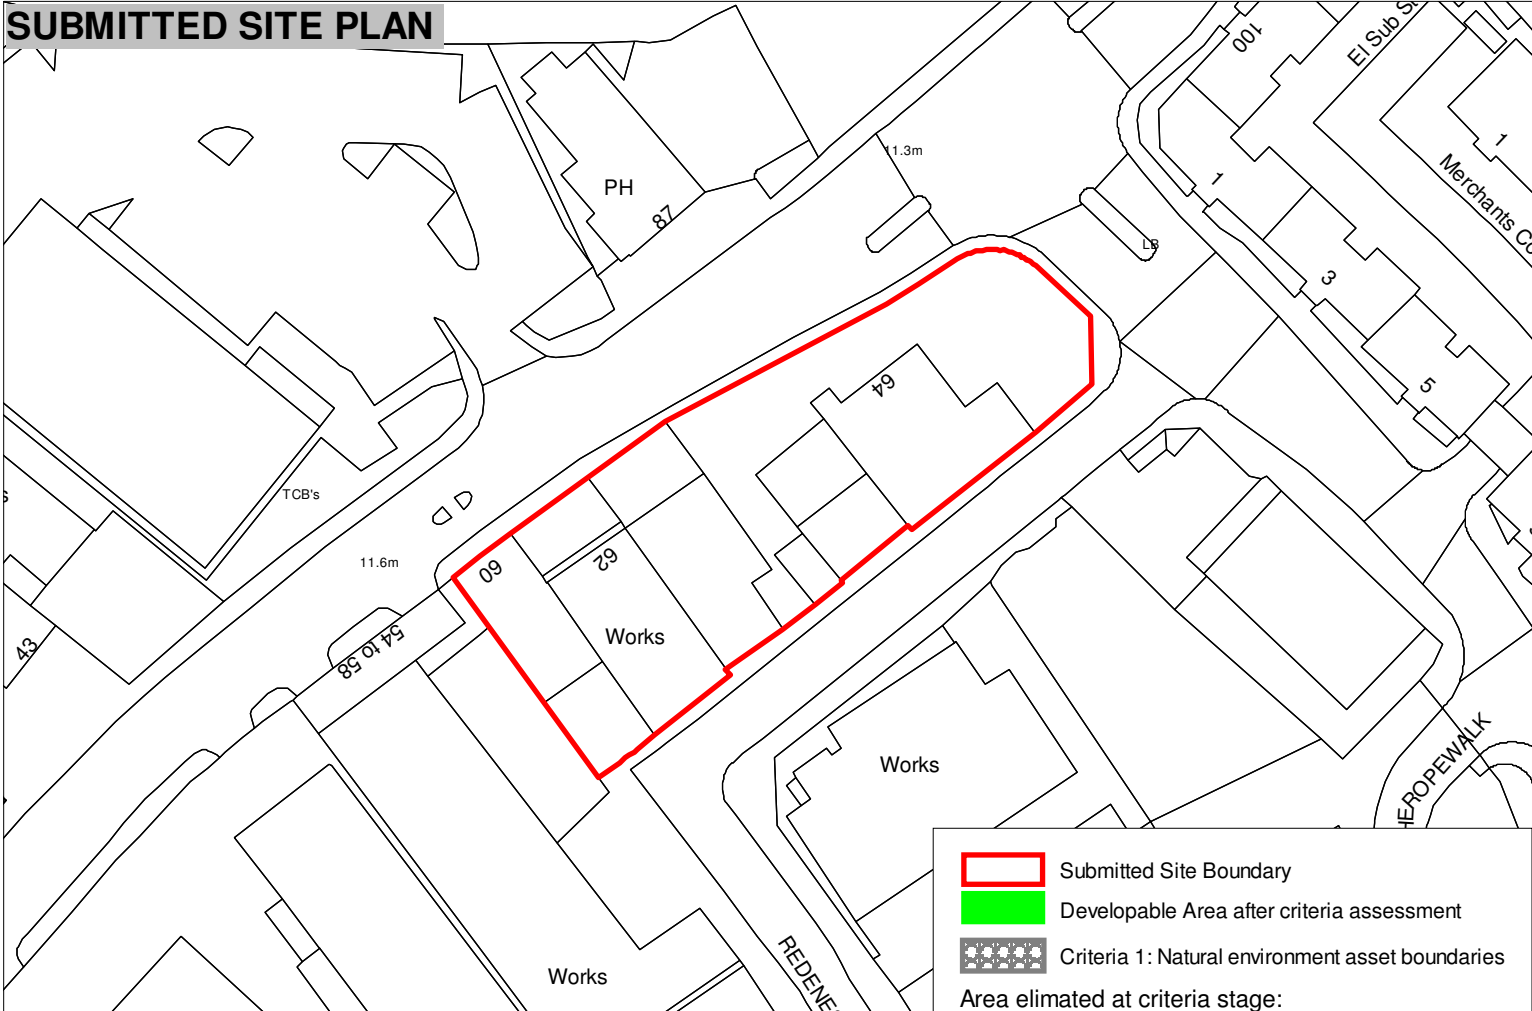 SUBMITTED SITE PLAN
100
El Sub St
1
Merchants Co
PH
87
11.3m
1
LB
3
5
64
TCB's
11.6m
60
62
Works
54 to 58
43
Works
HEROPEWALK
Works
REDENE
Submitted Site Boundary
Developable Area after criteria assessment
Criteria 1: Natural environment asset boundaries
Area elimated at criteria stage: